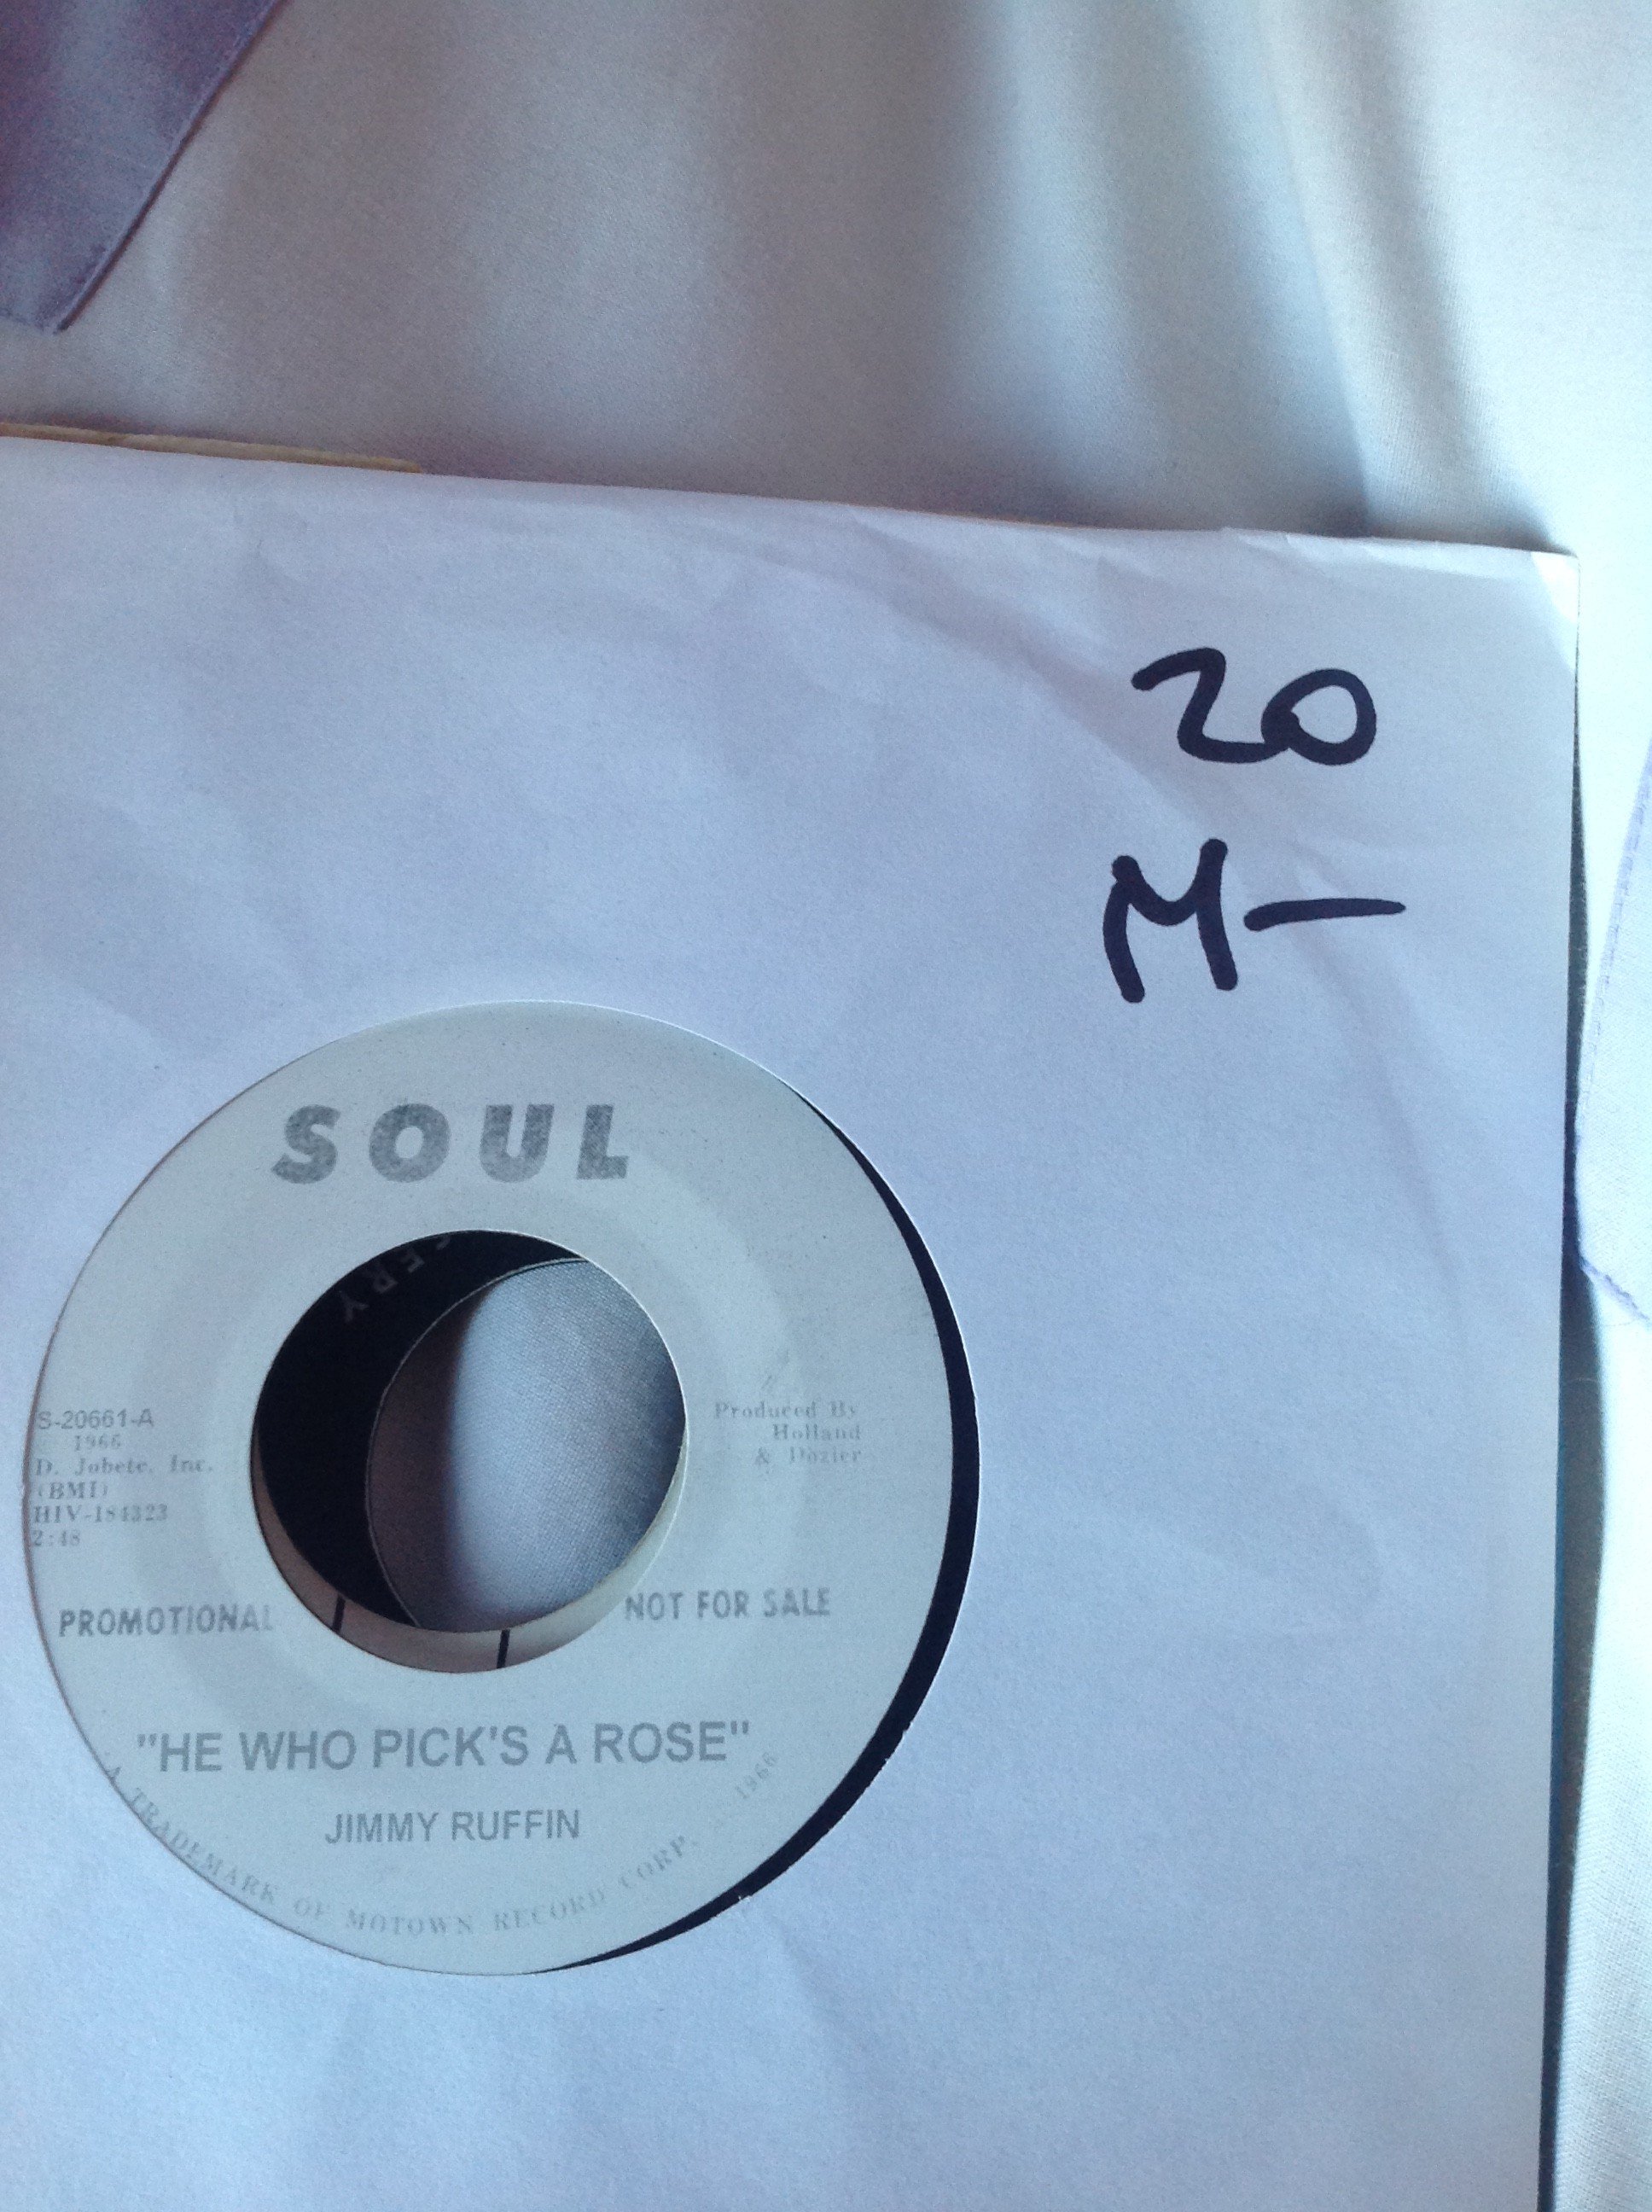 20
M-
SOUL
S-20661-A
1966
D. Jobete, Inc.
(BMI)
HIV-184323
2:48
Produced By
Holland
& Dozier
PROMOTIONAL NOT FOR SALE
"HE WHO PICK'S A ROSE"
JIMMY RUFFIN
A TRADEMARK OF MOTOWN RECORD CORP. 1966